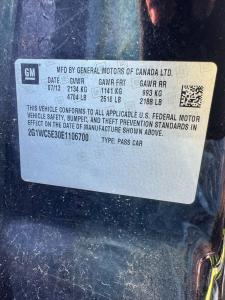 GM
MFD BY GENERAL MOTORS OF CANADA LTD.
07/13 GVWR GAWR FRT GAWR RR
2134 KG 1141 KG 993 KG
4704 LB 2516 LB 2188 LB
THIS VEHICLE CONFORMS TO ALL APPLICABLE U.S. FEDERAL MOTOR
VEHICLE SAFETY, BUMPER, AND THEFT PREVENTION STANDARDS IN
EFFECT ON THE DATE OF MANUFACTURE SHOWN ABOVE.
2G1WC5E30E1106700 TYPE: PASS CAR